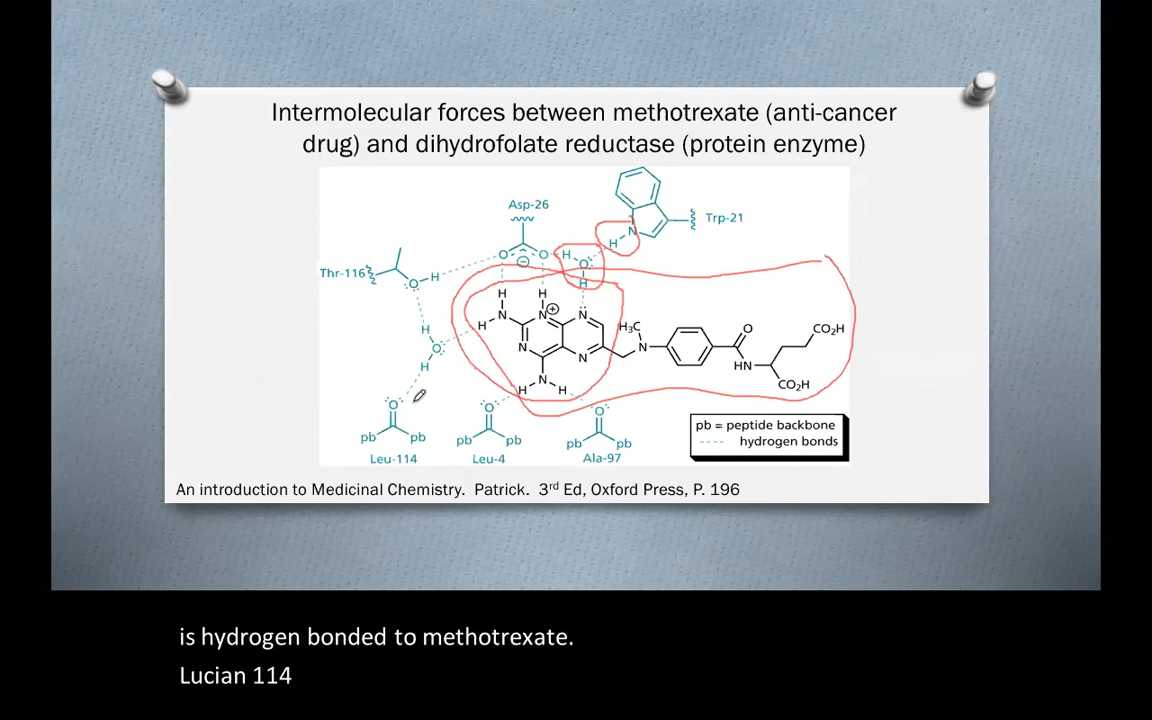 Intermolecular forces between methotrexate (anti-cancer
drug) and dihydrofolate reductase (protein enzyme)
Asp-26
Trp-21
N
H
O
O
H
O
H
Thr-116
O
H
H
H
H
N
N
N
H
H
O
H
N
N
H₃C
N
O
CO₂H
HN
CO₂H
N
H
H
O
O
O
pb
pb
pb
pb
pb
pb
Leu-114
Leu-4
Ala-97
pb = peptide backbone
hydrogen bonds
An introduction to Medicinal Chemistry. Patrick. 3rd Ed, Oxford Press, P. 196
is hydrogen bonded to methotrexate.
Lucian 114